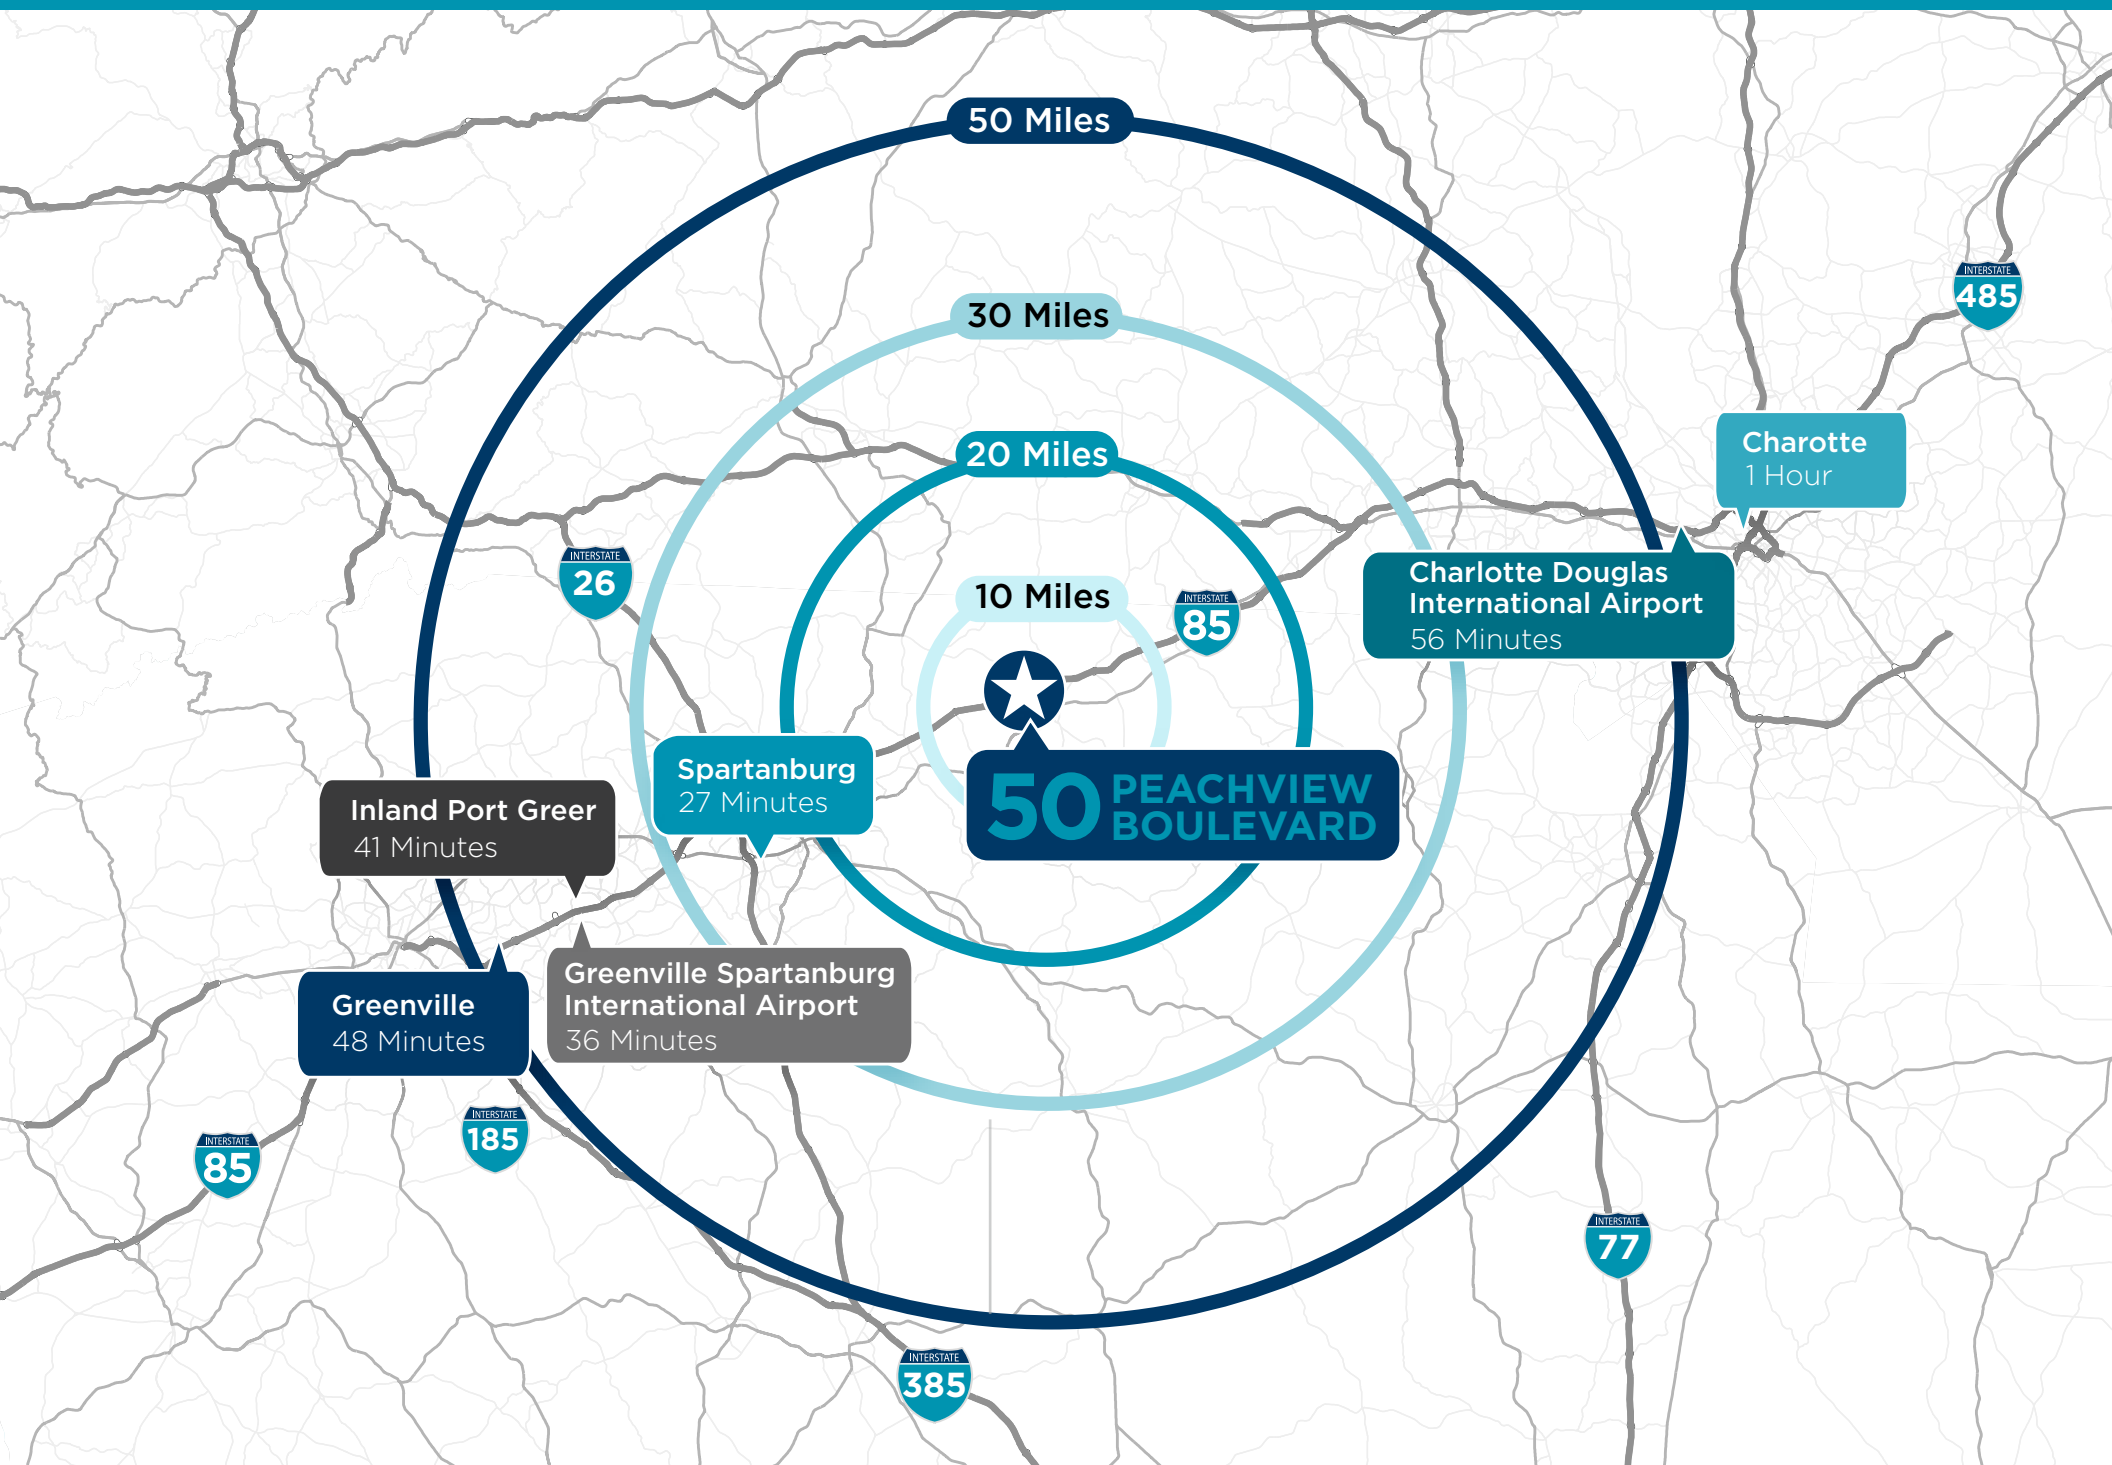 50 Miles
30 Miles
20 Miles
10 Miles
INTERSTATE
485
Charotte
1 Hour
INTERSTATE
26
INTERSTATE
85
Charlotte Douglas
International Airport
56 Minutes
Spartanburg
27 Minutes
50 PEACHVIEW
BOULEVARD
Inland Port Greer
41 Minutes
Greenville
48 Minutes
Greenville Spartanburg
International Airport
36 Minutes
INTERSTATE
185
INTERSTATE
85
INTERSTATE
77
INTERSTATE
385